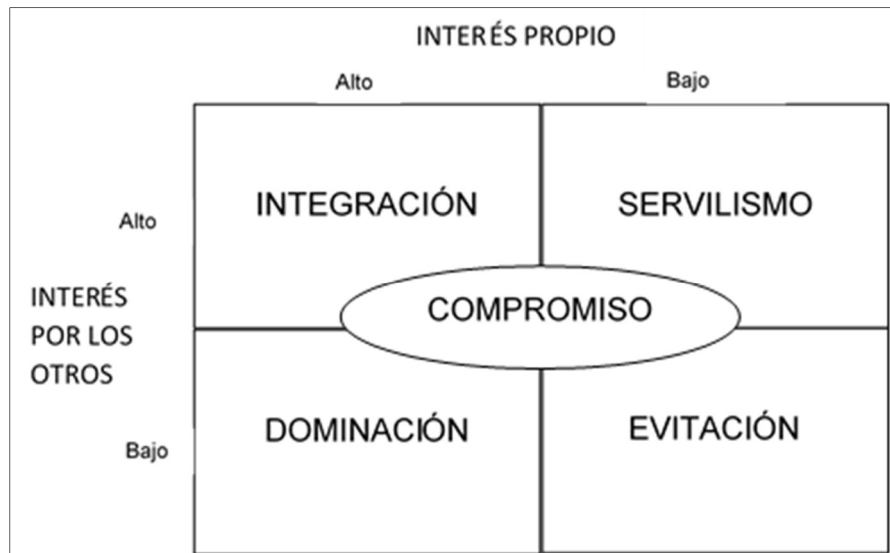 INTERÉS PROPIO
Alto
Bajo
INTEGRACIÓN
SERVILISMO
Alto
COMPROMISO
INTERÉS
POR LOS
OTROS
DOMINACIÓN
EVITACIÓN
Bajo